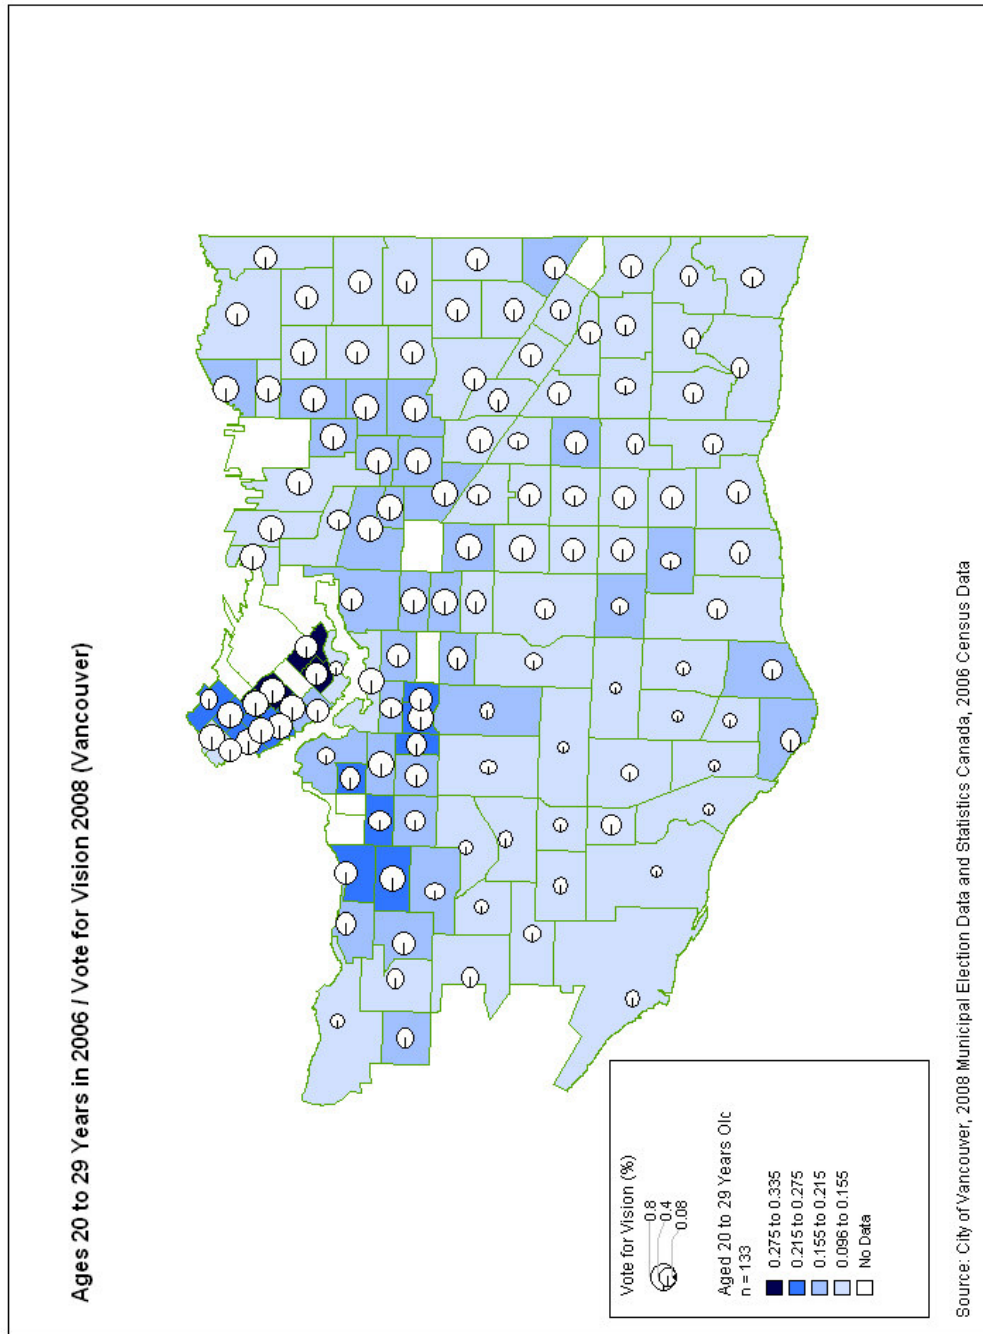 Ages 20 to 29 Years in 2006 / Vote for Vision 2008 (Vancouver)
Vote for Vision (%)
0.8
0.4
0.08
Aged 20 to 29 Years Olc
n = 133
0.275 to 0.335
0.215 to 0.275
0.155 to 0.215
0.096 to 0.155
No Data
Source: City of Vancouver, 2008 Municipal Election Data and Statistics Canada, 2006 Census Data